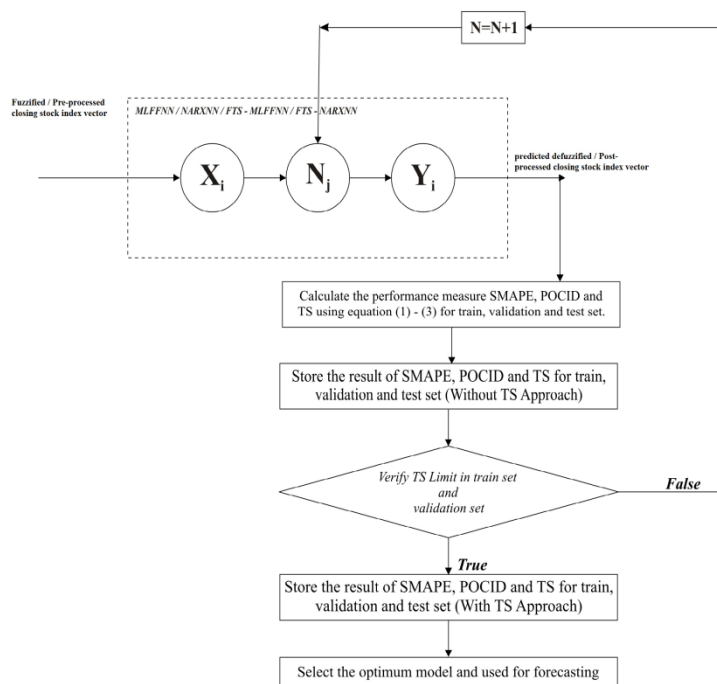 N=N+1
Fuzzified / Pre-processed
closing stock index vector
MLFFNN / NARXNN / FTS - MLFFNN / FTS - NARXNN
predicted defuzzified / Post-
processed closing stock index
vector
Xi
Nj
Yi
Calculate the performance measure SMAPE, POCID and
TS using equation (1) - (3) for train, validation and test set.
Store the result of SMAPE, POCID and TS for train,
validation and test set (Without TS Approach)
Verify TS Limit in train set
and
validation set
False
True
Store the result of SMAPE, POCID and TS for train,
validation and test set (With TS Approach)
Select the optimum model and used for forecasting